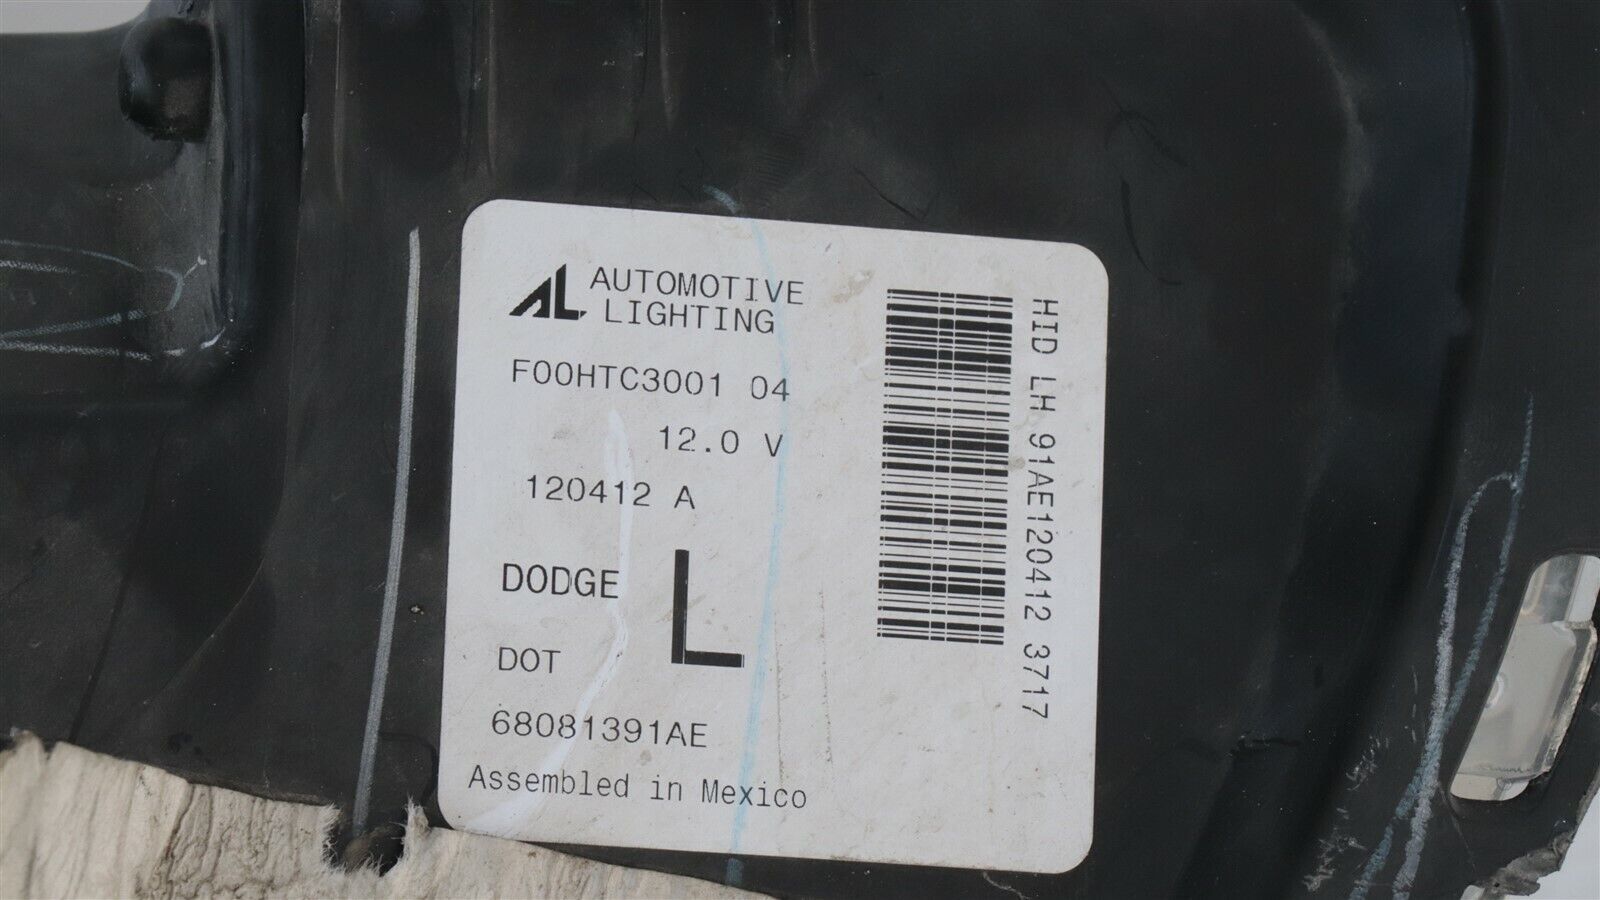 AL AUTOMOTIVE
LIGHTING
F00HTC3001 04
12.0 V
120412 A
DODGE
L
DOT
68081391AE
Assembled in Mexico
HID LH 91AE120412 3717